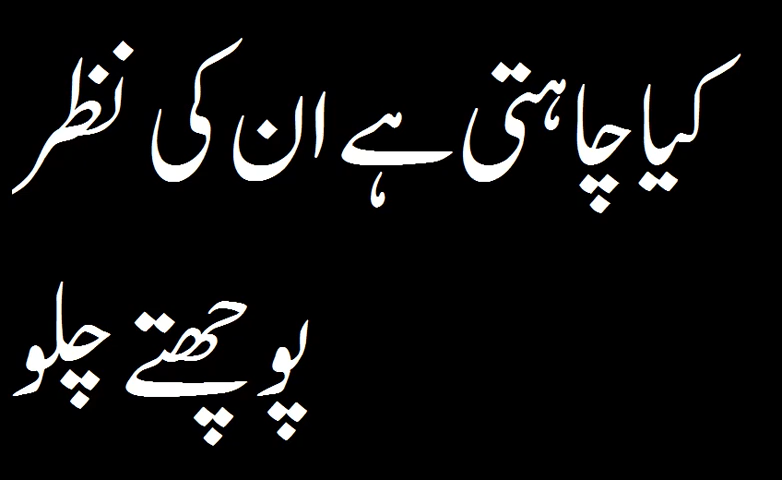 کیا چاہتی ہے ان کی نظر
پوچھتے چلو